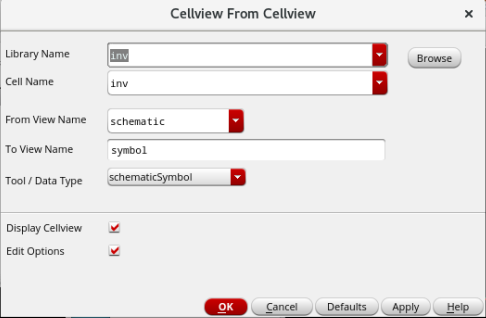 Cellview From Cellview
Library Name inv Browse
Cell Name inv
From View Name schematic
To View Name symbol
Tool / Data Type schematicSymbol
Display Cellview
Edit Options
OK Cancel Defaults Apply Help